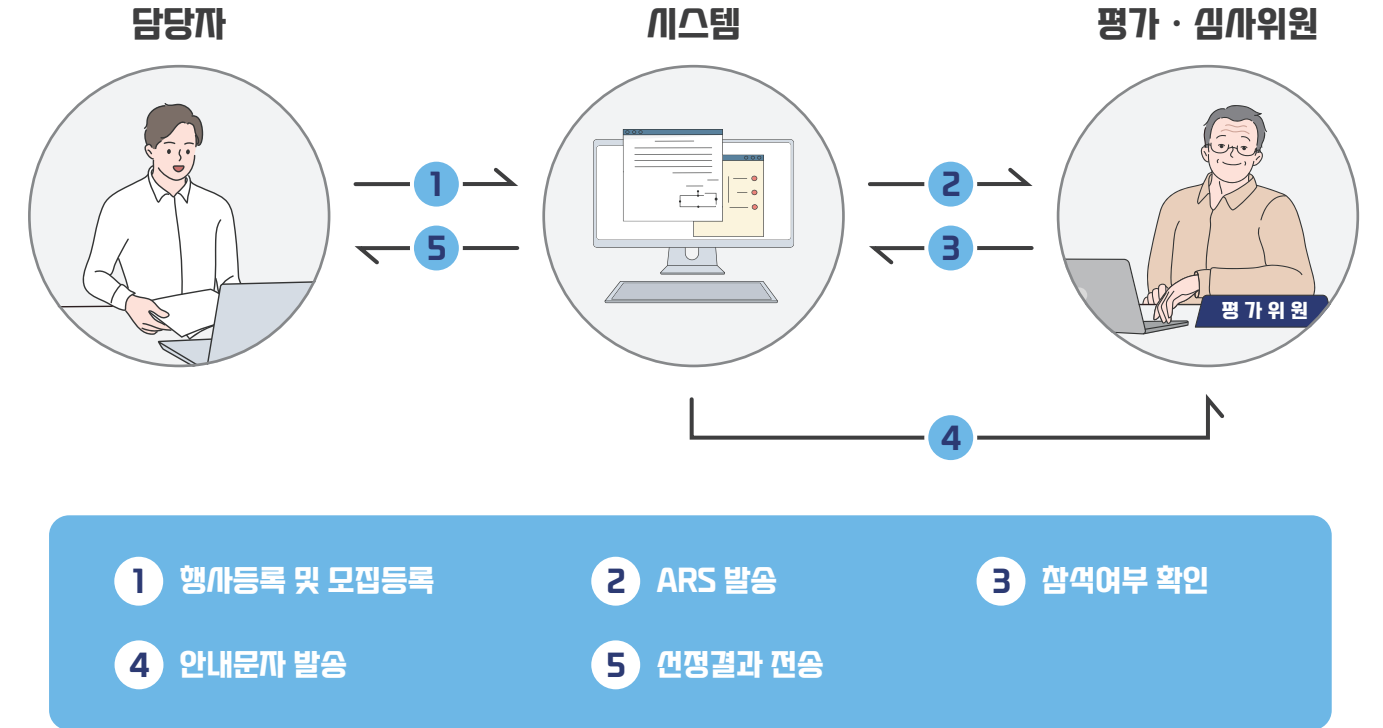 담당자 시스템 평가 · 심사위원
1 2
5 3
평가위원
4
1 행사등록 및 모집등록 2 ARS 발송 3 참석여부 확인
4 안내문자 발송 5 선정결과 전송